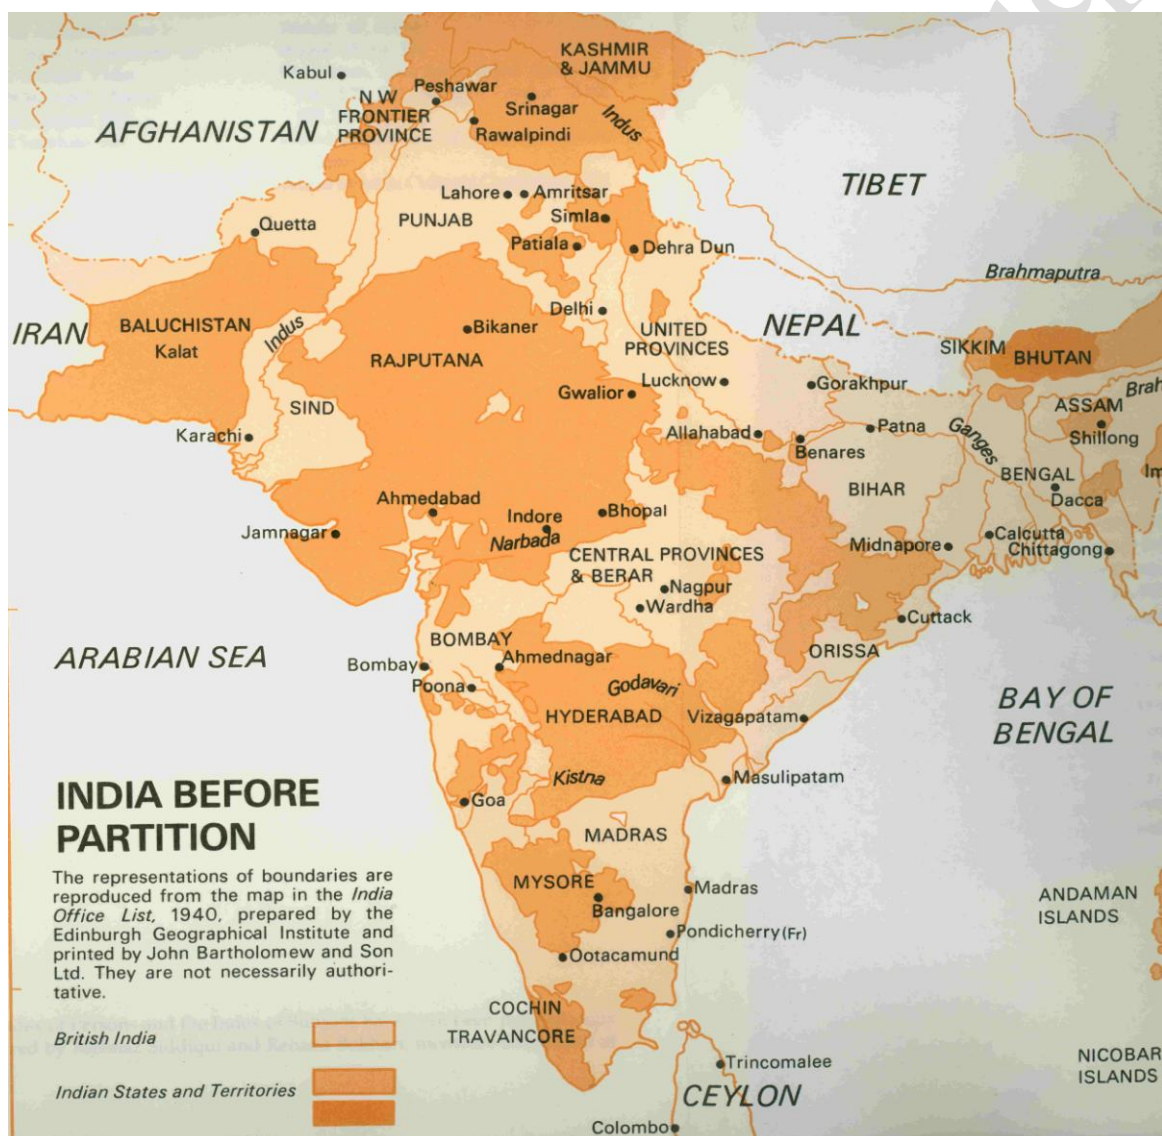 KASHMIR
& JAMMU
Kabul
Peshawar
N W
FRONTIER
PROVINCE
Srinagar
Indus
Rawalpindi
AFGHANISTAN
TIBET
Lahore
Amritsar
PUNJAB
Simla
Quetta
Patiala
Dehra Dun
Brahmaputra
Delhi
IRAN
BALUCHISTAN
Kalat
Indus
Bikaner
RAJPUTANA
UNITED
PROVINCES
NEPAL
SIKKIM
BHUTAN
Lucknow
Gorakhpur
Gwalior
Brah
SIND
ASSAM
Shillong
Karachi
Allahabad
Patna
Ganges
Benares
BENGAL
Im
BIHAR
Dacca
Ahmedabad
Jamnagar
Indore
Narbada
Bhopal
Calcutta
Midnapore
Chittagong
CENTRAL PROVINCES
& BERAR
Nagpur
Wardha
Cuttack
BOMBAY
ORISSA
ARABIAN SEA
Bombay
Ahmednagar
Poona
Godavari
HYDERABAD
Vizagapatam
BAY OF
BENGAL
Kistna
Masulipatam
Goa
INDIA BEFORE
PARTITION
MADRAS
The representations of boundaries are
reproduced from the map in the India
Office List, 1940, prepared by the
Edinburgh Geographical Institute and
printed by John Bartholomew and Son
Ltd. They are not necessarily authori-
tative.
MYSORE
Bangalore
Madras
ANDAMAN
ISLANDS
Pondicherry (Fr)
Ootacamund
COCHIN
TRAVANCORE
British India
Indian States and Territories
Trincomalee
NICOBAR
ISLANDS
CEYLON
Colombo